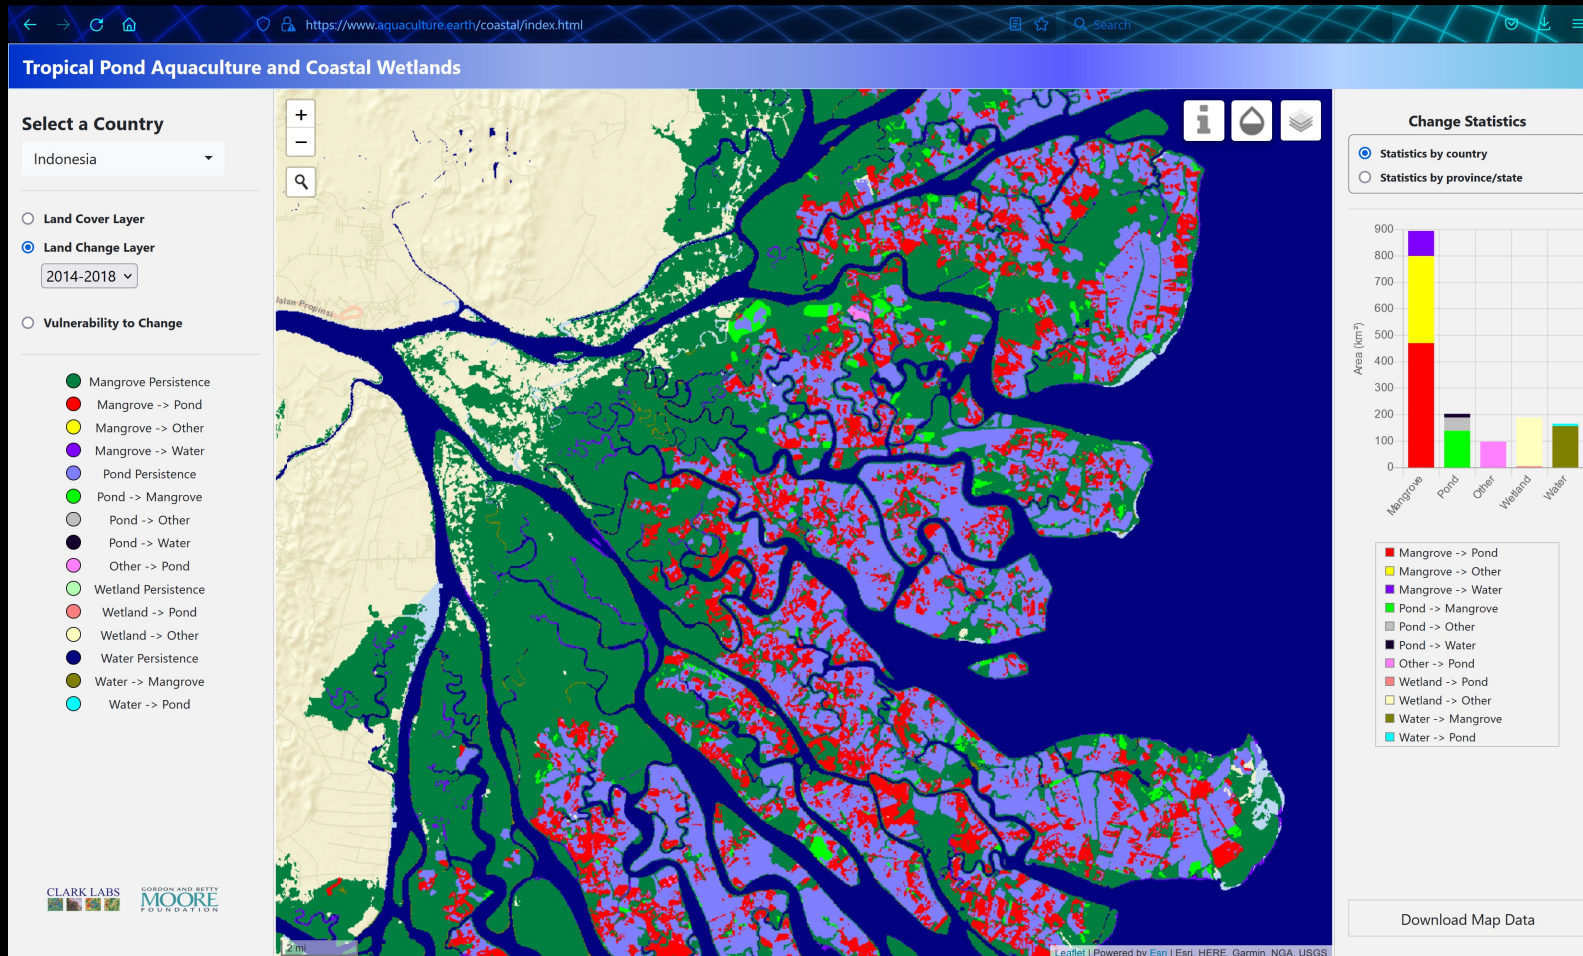 https://www.aquaculture.earth/coastal/index.html
Search
Tropical Pond Aquaculture and Coastal Wetlands
Select a Country
Indonesia
Land Cover Layer
Land Change Layer
2014-2018
Vulnerability to Change
Mangrove Persistence
Mangrove -> Pond
Mangrove -> Other
Mangrove -> Water
Pond Persistence
Pond -> Mangrove
Pond -> Other
Pond -> Water
Other -> Pond
Wetland Persistence
Wetland -> Pond
Wetland -> Other
Water Persistence
Water -> Mangrove
Water -> Pond
CLARK LABS
GORDON AND BETTY
MOORE
FOUNDATION
+
−
Jalan Propinsi
2 mi
Leaflet | Powered by Esri | Esri, HERE, Garmin, NGA, USGS
Change Statistics
Statistics by country
Statistics by province/state
900
800
700
600
500
400
300
200
100
0
Area (km²)
Mangrove
Pond
Other
Wetland
Water
Mangrove -> Pond
Mangrove -> Other
Mangrove -> Water
Pond -> Mangrove
Pond -> Other
Pond -> Water
Other -> Pond
Wetland -> Pond
Wetland -> Other
Water -> Mangrove
Water -> Pond
Download Map Data